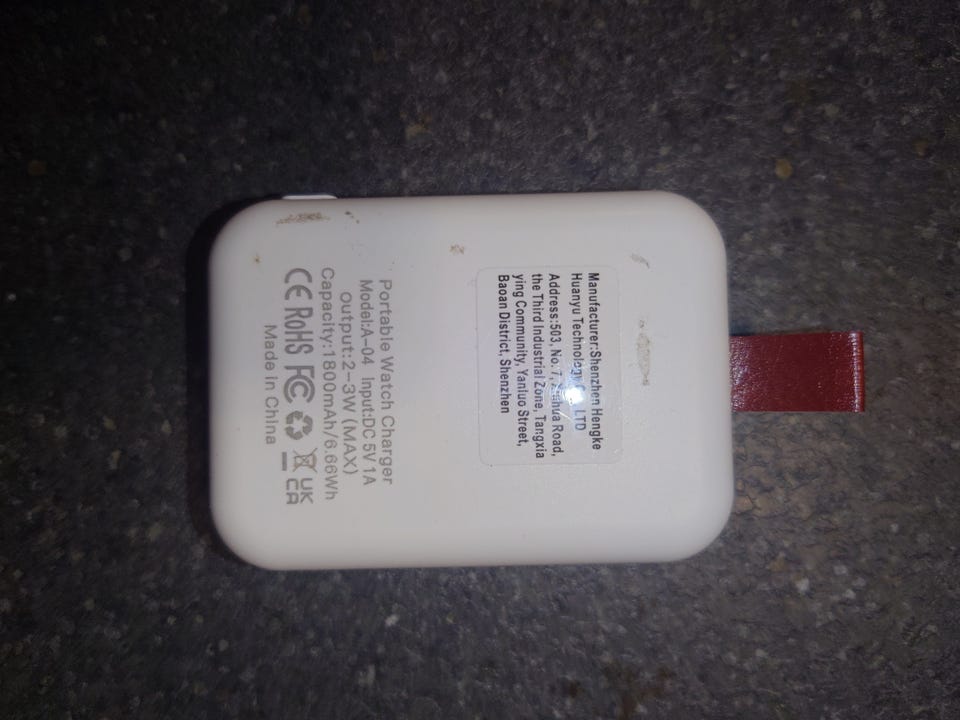 Manufacturer:Shenzhen Hengke
Huanyu Technology LTD
Address:503, No. 7, Road,
the Third Industrial Zone, Tangxia
ying Community, Yanluo Street,
Baoan District, Shenzhen
Portable Watch Charger
Model:A-04 Input:DC 5V 1A
Output:2-3W (MAX)
Capacity:1800mAh/6.66Wh
CE RoHS FC UK CA
Made in China